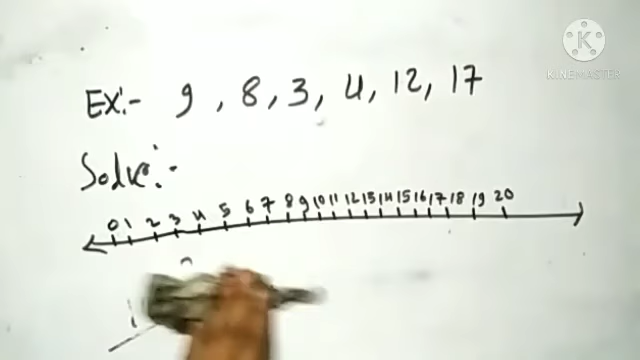 KINEMASTER
Ex:- 9, 8, 3, 4, 12, 17
Solve:-
0 1 2 3 4 5 6 7 8 9 10 11 12 13 14 15 16 17 18 19 20